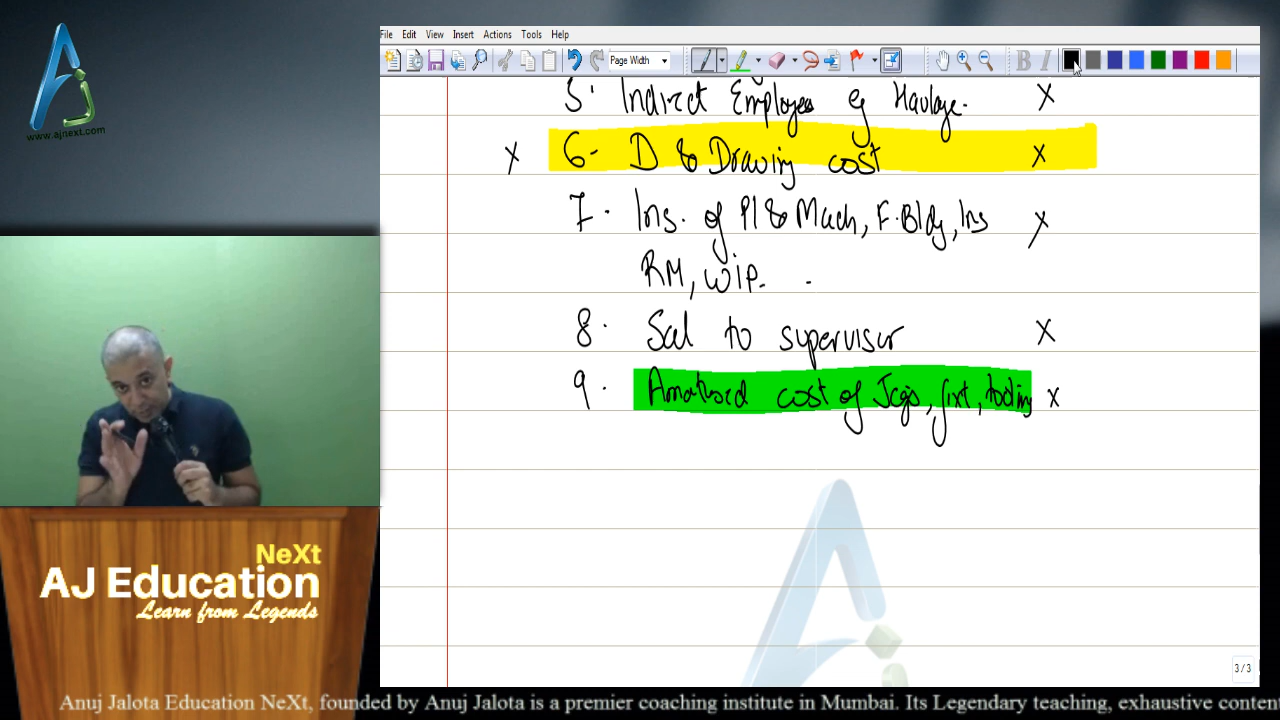 File Edit View Insert Actions Tools Help
Page Width
B I
www.ajnext.com
5. Indirect Employee eg Haulage. X
X 6- D & Drawing cost X
7. Ins. of Pl & Mach, F.Bldg, Ins X
RM, WIP.
8. Sal to supervisor X
9. Amortised cost of Jigs, fixt, tooling X
NeXt
AJ Education
Learn from Legends
3/3
Anuj Jalota Education NeXt, founded by Anuj Jalota is a premier coaching institute in Mumbai. Its Legendary teaching, exhaustive conten